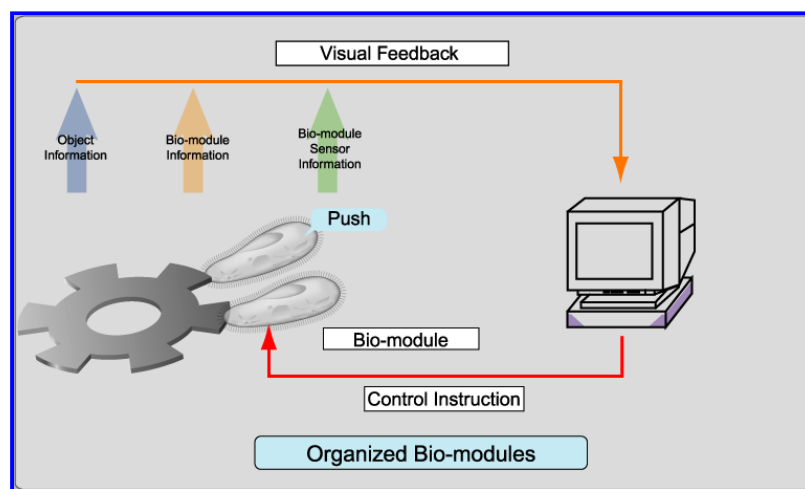 Visual Feedback
Object
Information
Bio-module
Information
Bio-module
Sensor
Information
Push
Bio-module
Control Instruction
Organized Bio-modules